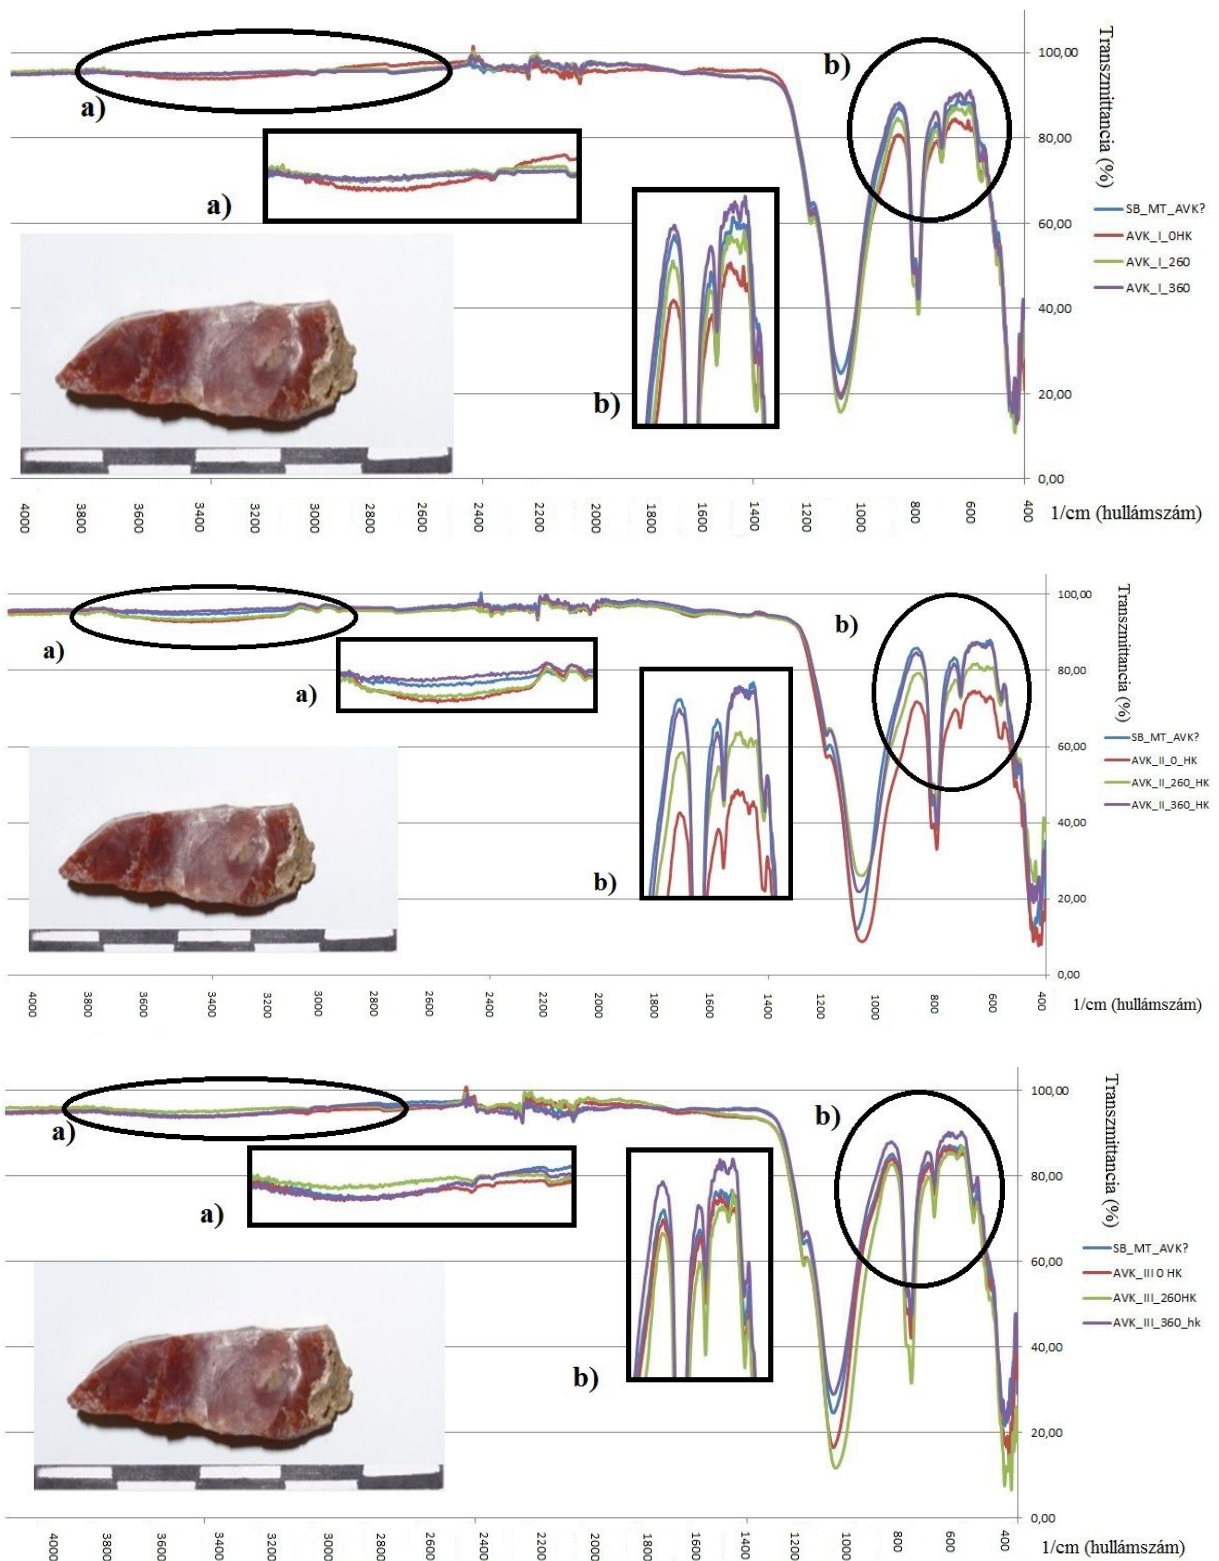 100,00
80,00
60,00
40,00
20,00
0,00
Transzmittancia (%)
a)
b)
a)
b)
SB_MT_AVK?
AVK_I_0HK
AVK_I_260
AVK_I_360
4000 3800 3400 3000 2600 2400 2200 2000 1800 1400 1200 1000 800 600 400
1/cm (hullámszám)
100,00
80,00
60,00
40,00
20,00
0,00
Transzmittancia (%)
a)
b)
a)
b)
SB_MT_AVK?
AVK_II_0_HK
AVK_II_260_HK
AVK_II_360_HK
4000 3800 3600 3400 3200 3000 2800 2600 2400 2200 2000 1800 1600 1400 1200 1000 800 600 400
1/cm (hullámszám)
100,00
80,00
60,00
40,00
20,00
0,00
Transzmittancia (%)
a)
b)
a)
b)
SB_MT_AVK?
AVK_III 0 HK
AVK_III_260HK
AVK_III_360_hk
4000 3800 3600 3400 3200 3000 2800 2600 2400 2200 2000 1800 1600 1400 1200 1000 800 600 400
1/cm (hullámszám)